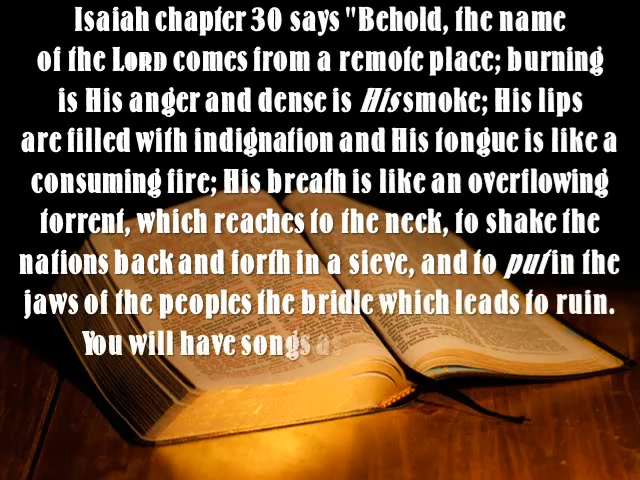 Isaiah chapter 30 says "Behold, the name
of the LORD comes from a remote place; burning
is His anger and dense is His smoke; His lips
are filled with indignation and His tongue is like a
consuming fire; His breath is like an overflowing
torrent, which reaches to the neck, to shake the
nations back and forth in a sieve, and to put in the
jaws of the peoples the bridle which leads to ruin.
You will have songs